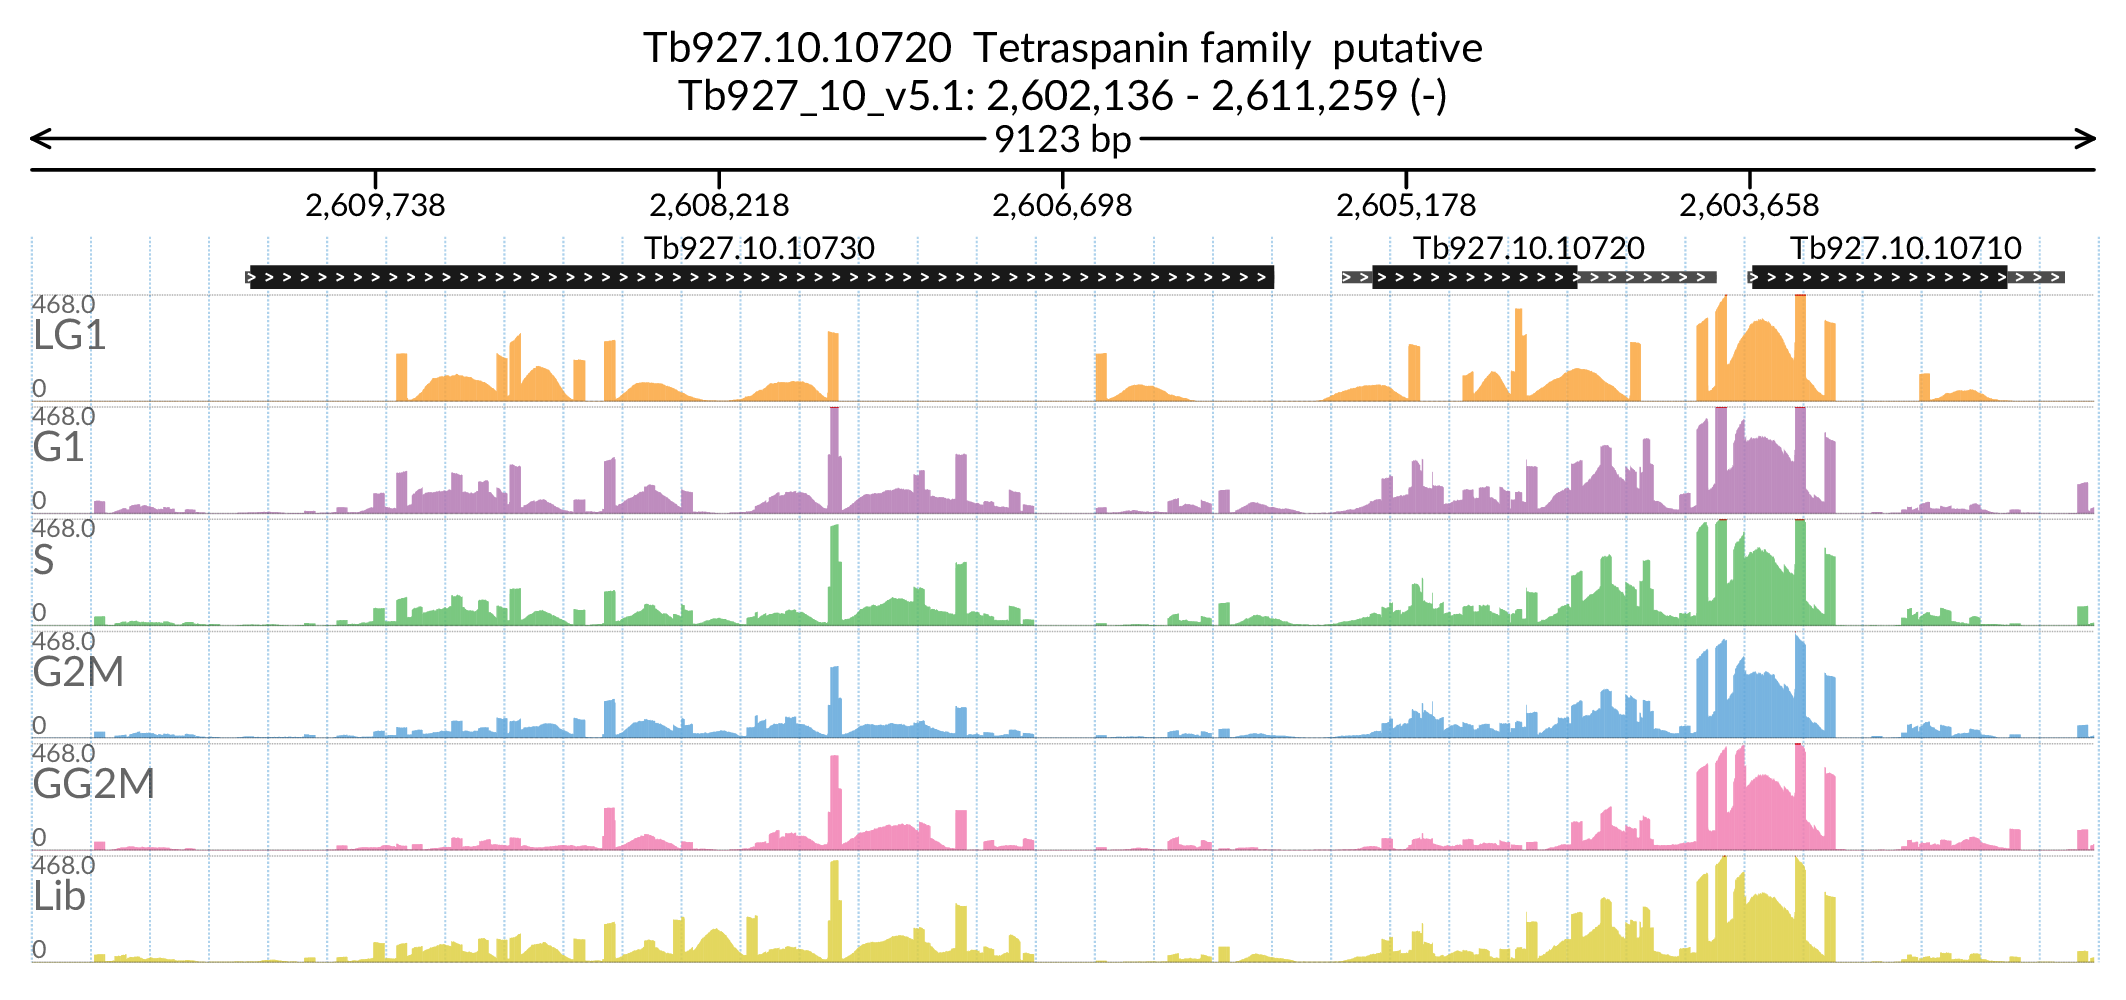 Tb927.10.10720  Tetraspanin family  putative
Tb927_10_v5.1: 2,602,136 - 2,611,259 (-)
9123 bp
2,609,738 2,608,218 2,606,698 2,605,178 2,603,658
Tb927.10.10730 Tb927.10.10720 Tb927.10.10710
468.0
LG1
0
468.0
G1
0
468.0
S
0
468.0
G2M
0
468.0
GG2M
0
468.0
Lib
0